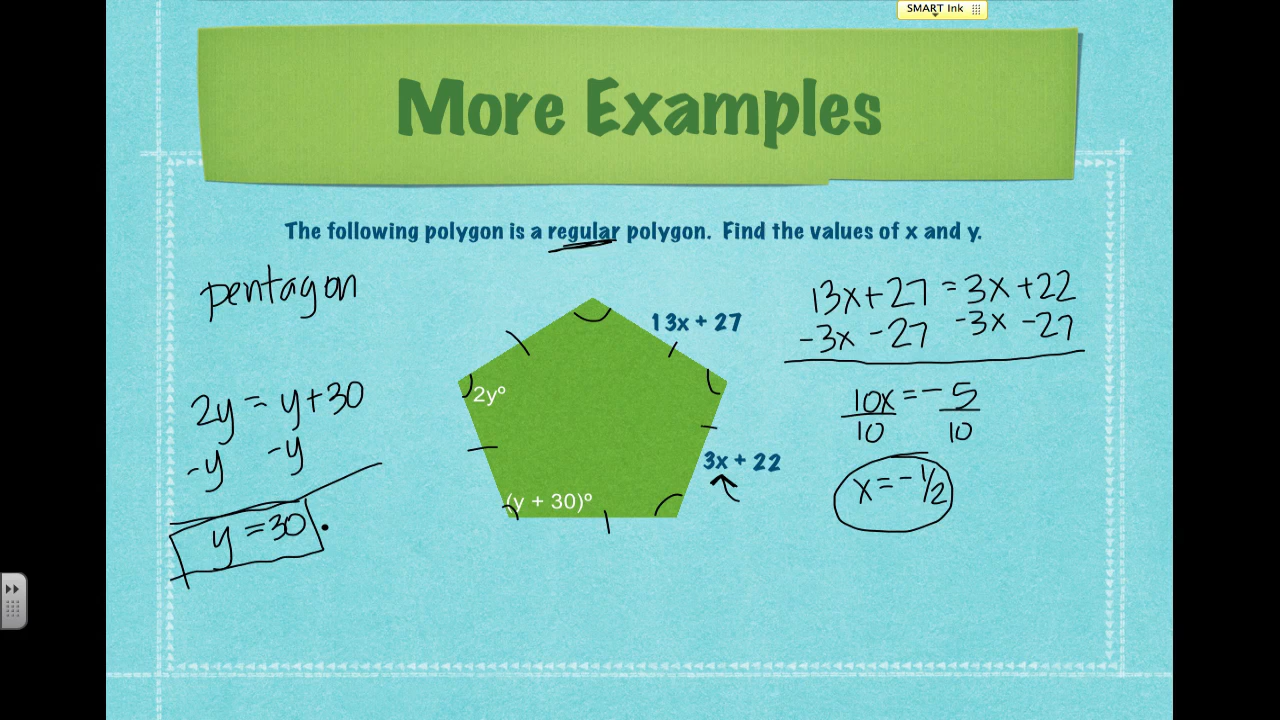 SMART Ink
More Examples
The following polygon is a regular polygon. Find the values of x and y.
pentagon
2y = y+30
-y -y
y = 30
13x + 27
2yº
3x + 22
(y + 30)º
13x+27 = 3x+22
-3x -27 -3x -27
10x = -5
10 10
x = -1/2